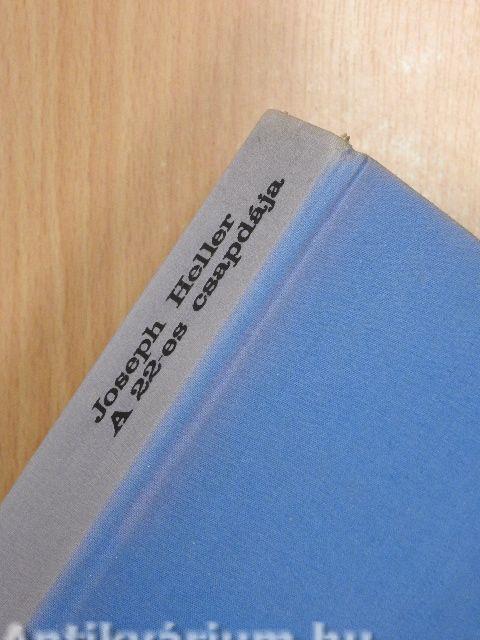 Joseph Heller
A 22-es csapdája
Antikvárium.hu